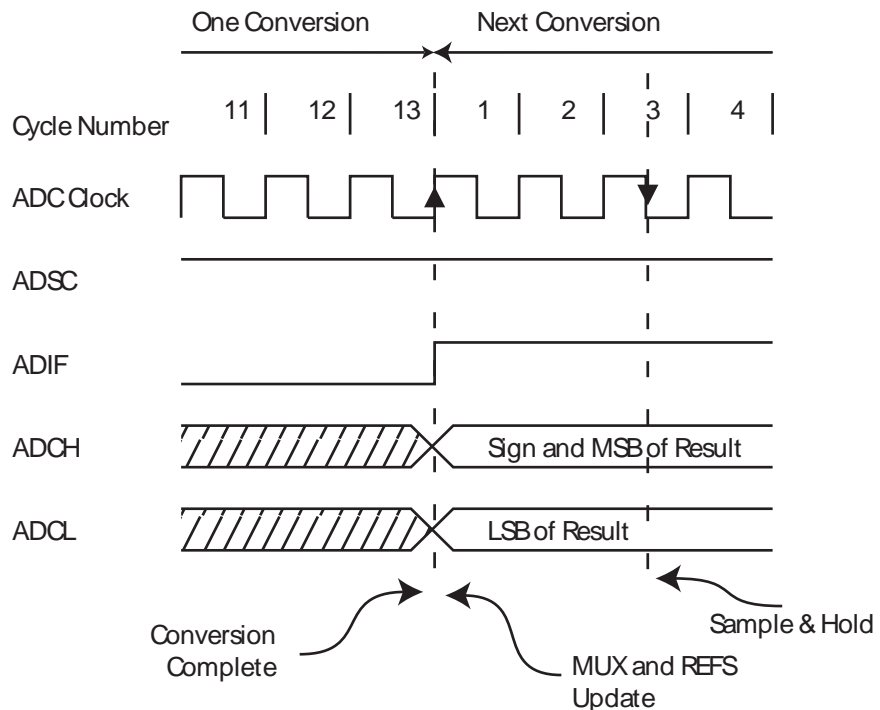 One Conversion Next Conversion
Cycle Number 11 12 13 1 2 3 4
ADC Clock
ADSC
ADIF
ADCH Sign and MSB of Result
ADCL LSB of Result
Conversion
Complete
MUX and REFS
Update
Sample & Hold